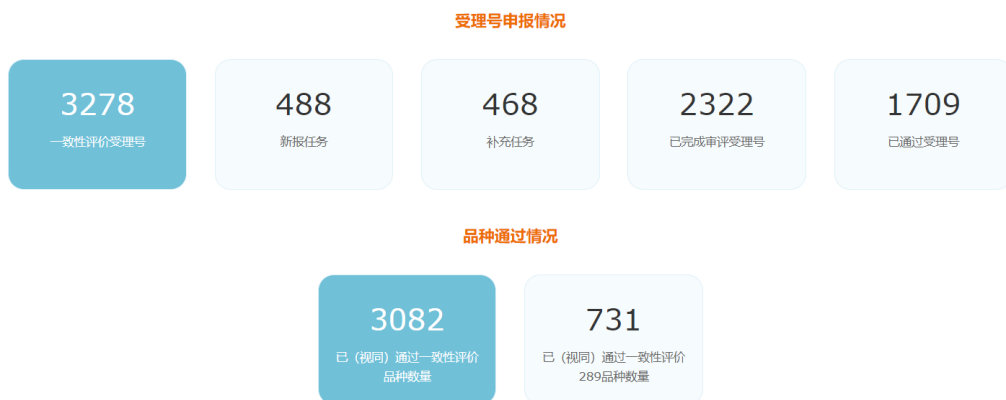 受理号申报情况
3278
一致性评价受理号
488
新报任务
468
补充任务
2322
已完成审评受理号
1709
已通过受理号
品种通过情况
3082
已（视同）通过一致性评价
品种数量
731
已（视同）通过一致性评价
289品种数量